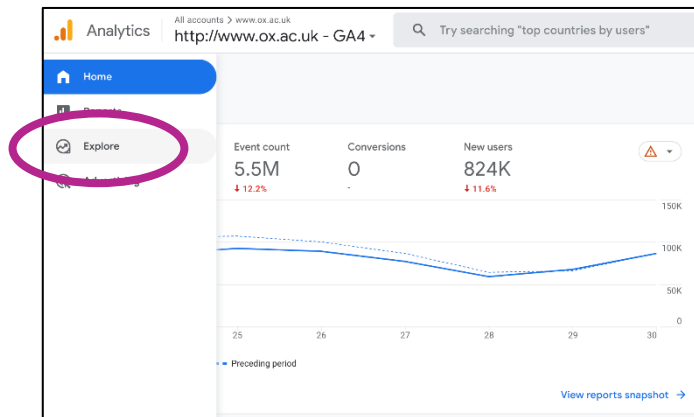 Analytics
All accounts > www.ox.ac.uk
http://www.ox.ac.uk - GA4
Try searching "top countries by users"
Home
Reports
Explore
Advertising
Event count
5.5M
12.2%
Conversions
0
-
New users
824K
11.6%
150K
100K
50K
0
25 26 27 28 29 30
Preceding period
View reports snapshot